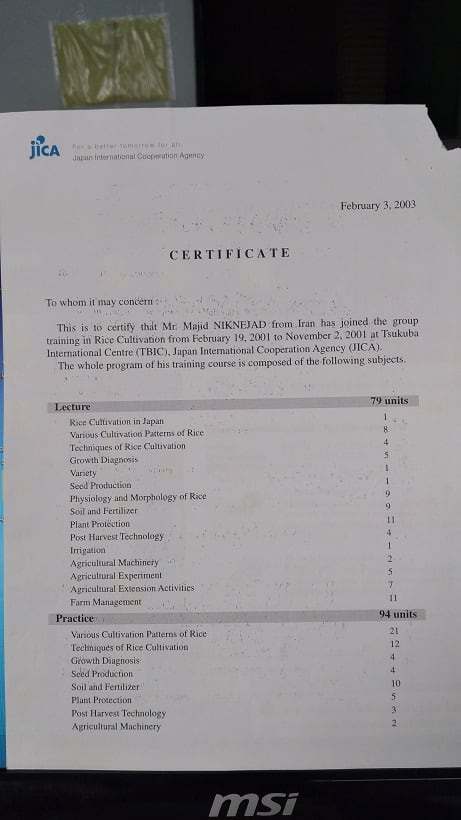 jICA
For a better tomorrow for all.
Japan International Cooperation Agency
February 3, 2003
CERTIFICATE
To whom it may concern :
This is to certify that Mr. Majid NIKNEJAD from Iran has joined the group
training in Rice Cultivation from February 19, 2001 to November 2, 2001 at Tsukuba
International Centre (TBIC), Japan International Cooperation Agency (JICA).
The whole program of his training course is composed of the following subjects.
Lecture 79 units
Rice Cultivation in Japan 1
Various Cultivation Patterns of Rice 8
Techniques of Rice Cultivation 4
Growth Diagnosis 5
Variety 1
Seed Production 1
Physiology and Morphology of Rice 9
Soil and Fertilizer 9
Plant Protection 11
Post Harvest Technology 4
Irrigation 1
Agricultural Machinery 2
Agricultural Experiment 5
Agricultural Extension Activities 7
Farm Management 11
Practice 94 units
Various Cultivation Patterns of Rice 21
Techniques of Rice Cultivation 12
Growth Diagnosis 4
Seed Production 4
Soil and Fertilizer 10
Plant Protection 5
Post Harvest Technology 3
Agricultural Machinery 2
msi